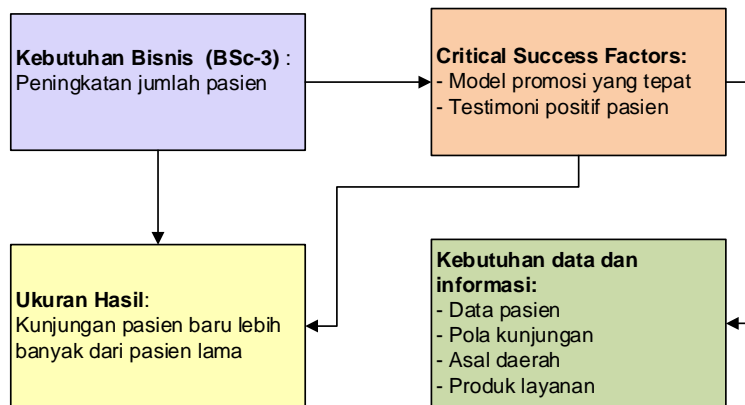 Kebutuhan Bisnis (BSc-3) :
Peningkatan jumlah pasien
Critical Success Factors:
- Model promosi yang tepat
- Testimoni positif pasien
Ukuran Hasil:
Kunjungan pasien baru lebih
banyak dari pasien lama
Kebutuhan data dan
informasi:
- Data pasien
- Pola kunjungan
- Asal daerah
- Produk layanan